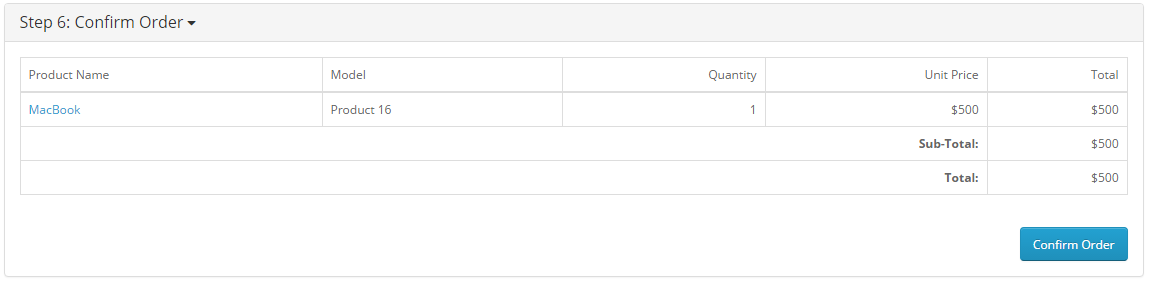 Step 6: Confirm Order
Product Name Model Quantity Unit Price Total
MacBook Product 16 1 $500 $500
Sub-Total: $500
Total: $500
Confirm Order